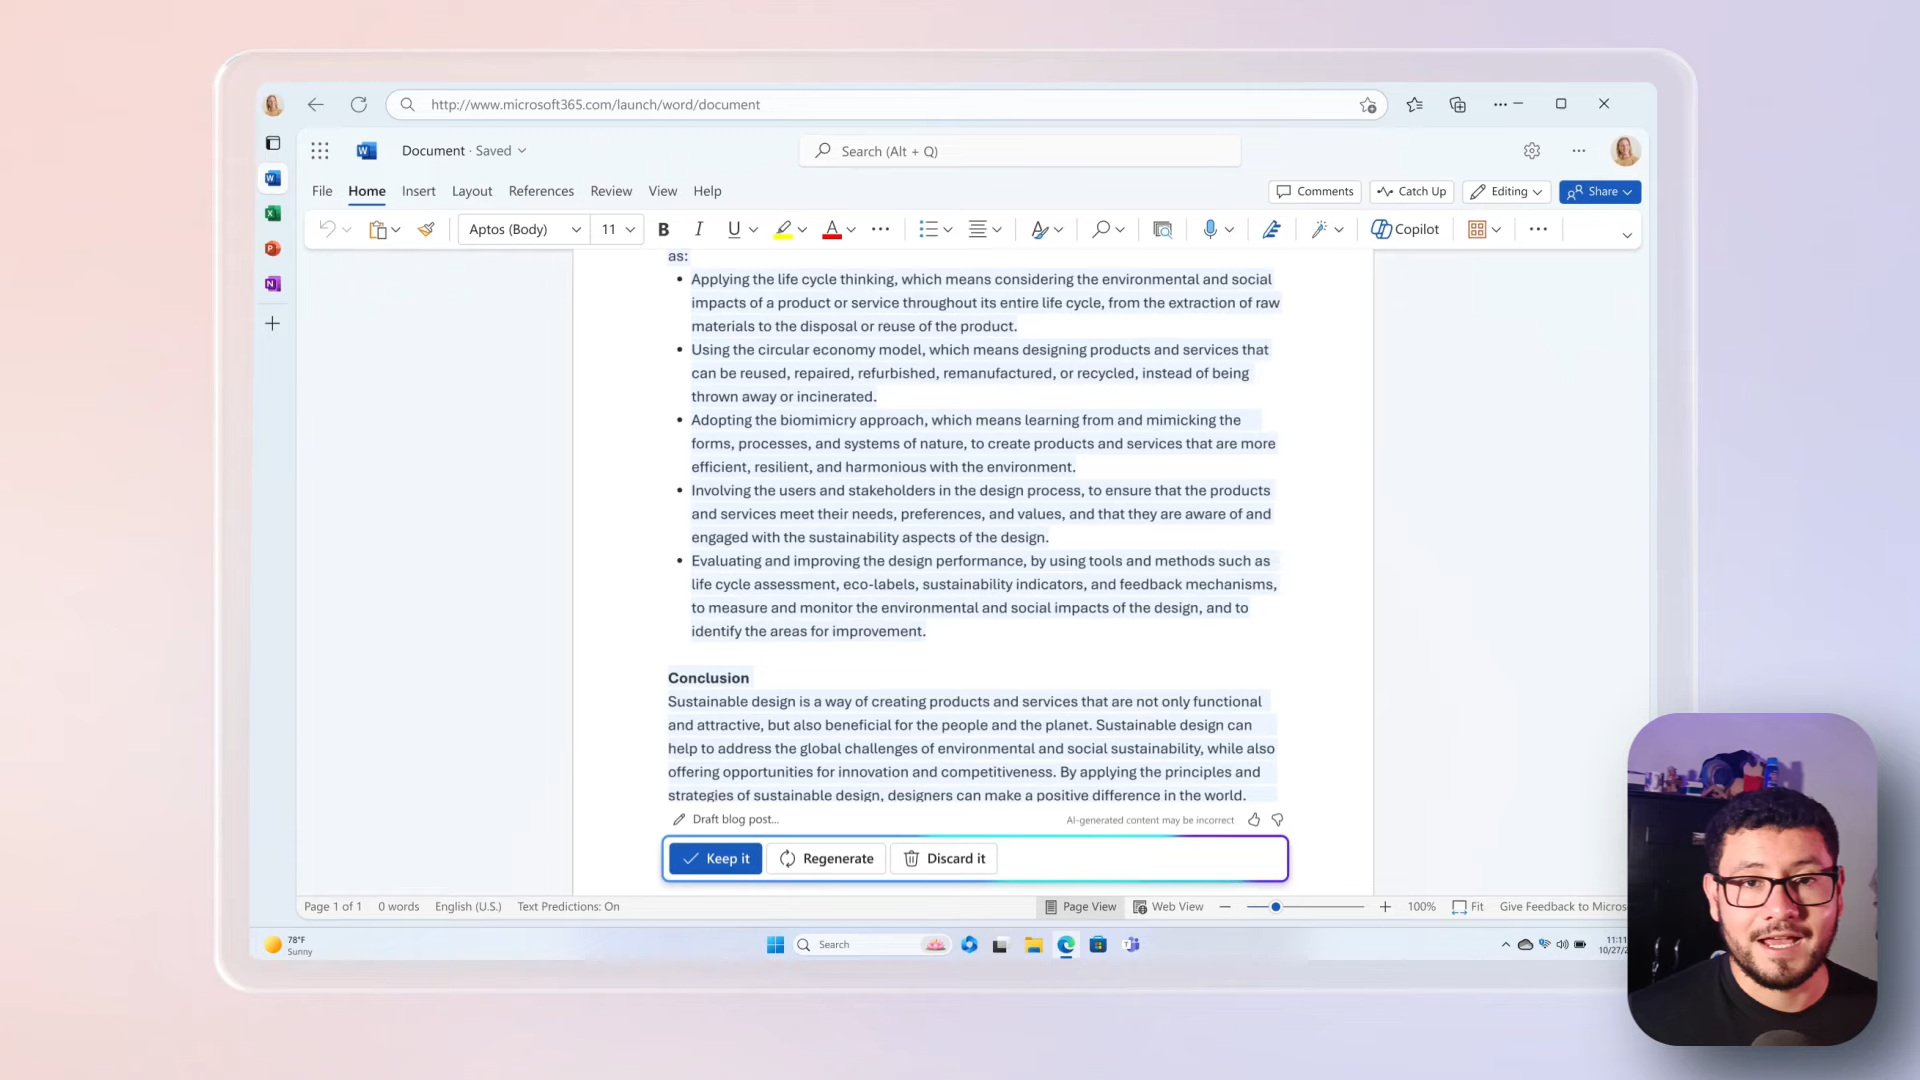 http://www.microsoft365.com/launch/word/document
Document · Saved
Search (Alt + Q)
File Home Insert Layout References Review View Help
Comments Catch Up Editing Share
Aptos (Body) 11 B I U A Copilot
as:
• Applying the life cycle thinking, which means considering the environmental and social
impacts of a product or service throughout its entire life cycle, from the extraction of raw
materials to the disposal or reuse of the product.
• Using the circular economy model, which means designing products and services that
can be reused, repaired, refurbished, remanufactured, or recycled, instead of being
thrown away or incinerated.
• Adopting the biomimicry approach, which means learning from and mimicking the
forms, processes, and systems of nature, to create products and services that are more
efficient, resilient, and harmonious with the environment.
• Involving the users and stakeholders in the design process, to ensure that the products
and services meet their needs, preferences, and values, and that they are aware of and
engaged with the sustainability aspects of the design.
• Evaluating and improving the design performance, by using tools and methods such as
life cycle assessment, eco-labels, sustainability indicators, and feedback mechanisms,
to measure and monitor the environmental and social impacts of the design, and to
identify the areas for improvement.
Conclusion
Sustainable design is a way of creating products and services that are not only functional
and attractive, but also beneficial for the people and the planet. Sustainable design can
help to address the global challenges of environmental and social sustainability, while also
offering opportunities for innovation and competitiveness. By applying the principles and
strategies of sustainable design, designers can make a positive difference in the world.
Draft blog post...
AI-generated content may be incorrect
Keep it Regenerate Discard it
Page 1 of 1 0 words English (U.S.) Text Predictions: On Page View Web View 100% Fit Give Feedback to Micros
78°F
Sunny
Search
11:11
10/27/2